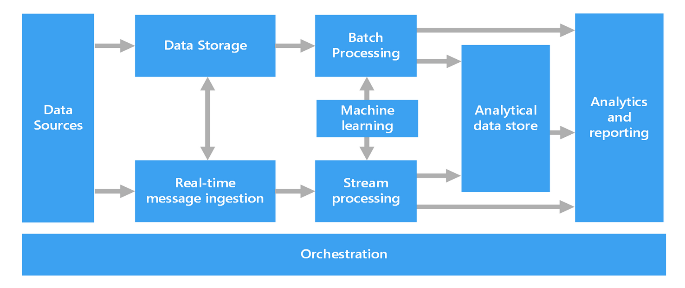 Data
Sources
Data Storage
Batch
Processing
Machine
learning
Real-time
message ingestion
Stream
processing
Analytical
data store
Analytics
and
reporting
Orchestration